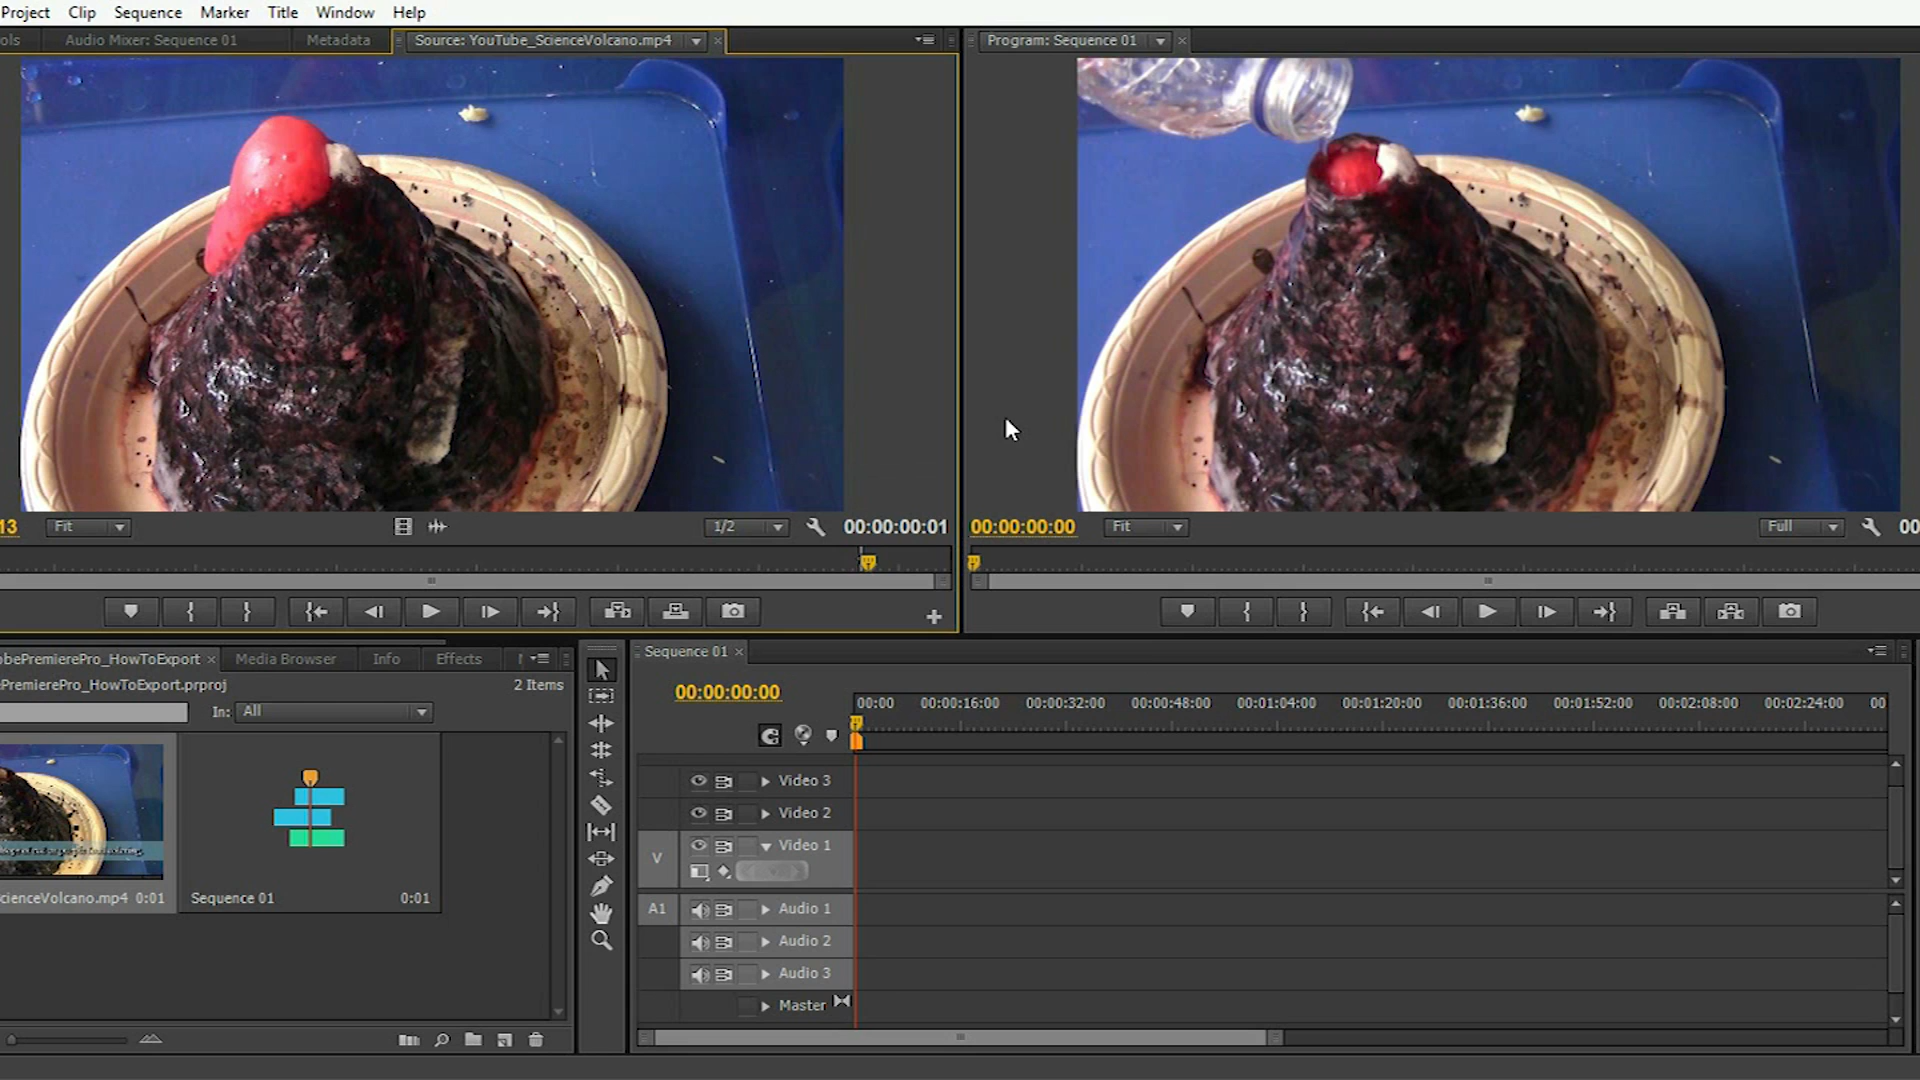 Project Clip Sequence Marker Title Window Help
ols Audio Mixer: Sequence 01 Metadata Source: YouTube_ScienceVolcano.mp4 Program: Sequence 01
13 Fit 1/2 00:00:00:01 00:00:00:00 Fit Full 00
obePremierePro_HowToExport Media Browser Info Effects
Sequence 01
PremierePro_HowToExport.prproj 2 Items
00:00:00:00
In: All
00:00 00:00:16:00 00:00:32:00 00:00:48:00 00:01:04:00 00:01:20:00 00:01:36:00 00:01:52:00 00:02:08:00 00:02:24:00 00
Video 3
Video 2
V Video 1
cienceVolcano.mp4 0:01 Sequence 01 0:01
A1 Audio 1
Audio 2
Audio 3
Master